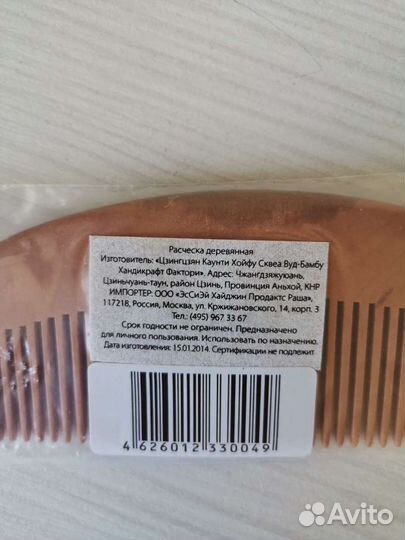 Расческа деревянная
Изготовитель: «Цзингцзян Каунти Хойфу Сквеа Вуд-Бамбу
Хандикрафт Фактори». Адрес: Чжангдзяжуюань,
Цзиньчуань-таун, район Цзинь, Провинция Аньхой, КНР
ИМПОРТЕР: ООО «ЭсСиЭй Хайджин Продактс Раша»,
117218, Россия, Москва, ул. Кржижановского, 14, корп. 3
Тел.: (495) 967 33 67
Срок годности не ограничен. Предназначено
для личного пользования. Использовать по назначению.
Дата изготовления: 15.01.2014. Сертификации не подлежит
4 626012 330049
Avito